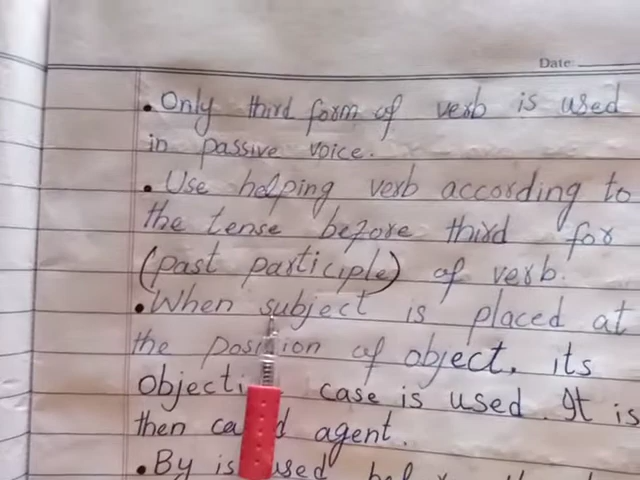 Date:
• Only third form of verb is used
in passive voice.
• Use helping verb according to
the tense before third for
(past participle) of verb.
• When subject is placed at
the position of object, its
case is used. It is
then agent.
• By is